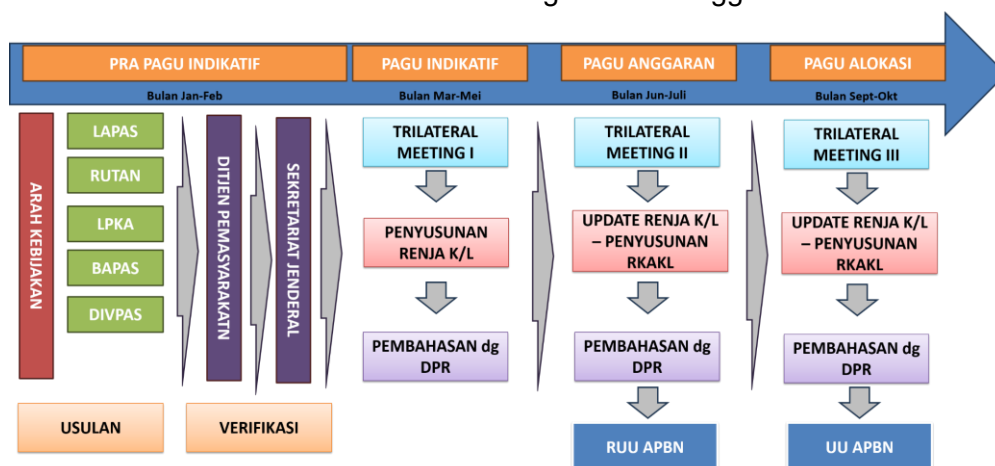 PRA PAGU INDIKATIF
Bulan Jan-Feb
PAGU INDIKATIF
Bulan Mar-Mei
PAGU ANGGARAN
Bulan Jun-Juli
PAGU ALOKASI
Bulan Sept-Okt
ARAH KEBIJAKAN
LAPAS
RUTAN
LPKA
BAPAS
DIVPAS
DITJEN PEMASYARAKATN
SEKRETARIAT JENDERAL
USULAN
VERIFIKASI
TRILATERAL
MEETING I
PENYUSUNAN
RENJA K/L
PEMBAHASAN dg
DPR
TRILATERAL
MEETING II
UPDATE RENJA K/L
– PENYUSUNAN
RKAKL
PEMBAHASAN dg
DPR
RUU APBN
TRILATERAL
MEETING III
UPDATE RENJA K/L
– PENYUSUNAN
RKAKL
PEMBAHASAN dg
DPR
UU APBN